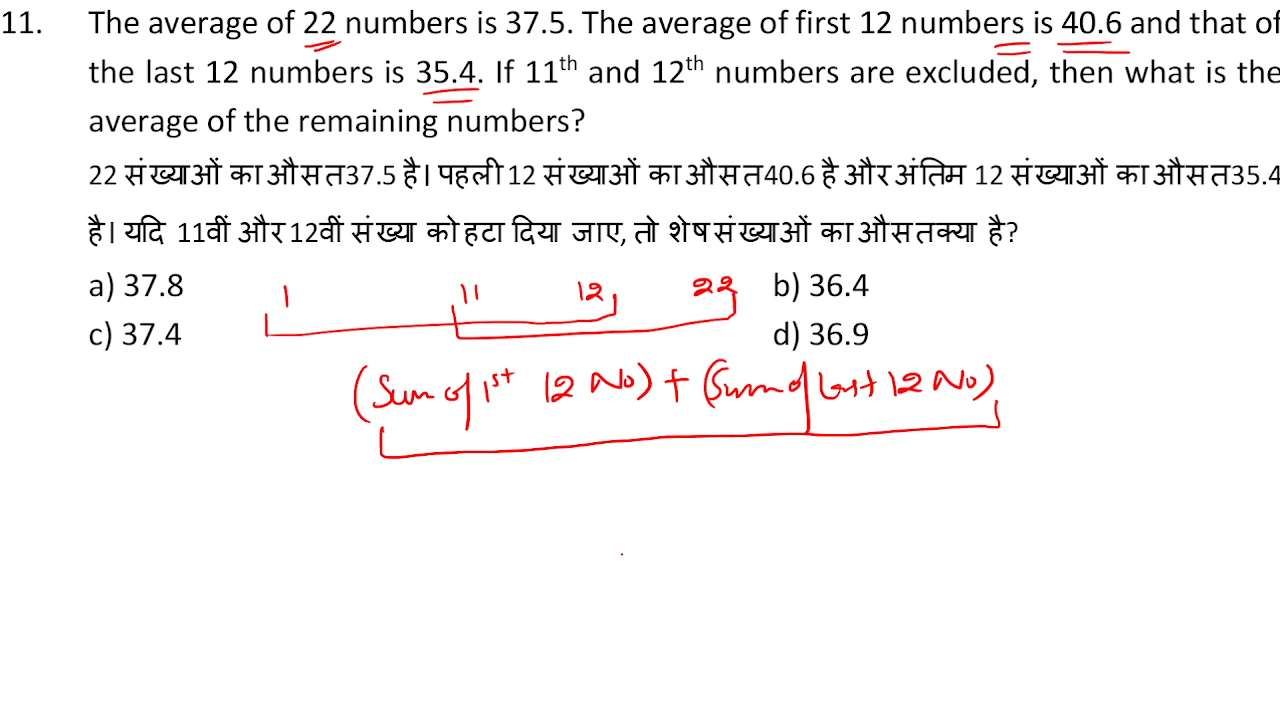 11. The average of 22 numbers is 37.5. The average of first 12 numbers is 40.6 and that of
the last 12 numbers is 35.4. If 11th and 12th numbers are excluded, then what is the
average of the remaining numbers?
22 संख्याओं का औसत37.5 है। पहली 12 संख्याओं का औसत40.6 है और अंतिम 12 संख्याओं का औसत35.4
है। यदि 11वीं और 12वीं संख्या को हटा दिया जाए, तो शेष संख्याओं का औसत क्या है?
a) 37.8 b) 36.4
1 11 12 22
c) 37.4 d) 36.9
(Sum of 1st 12 No) + (Sum of last 12 No)